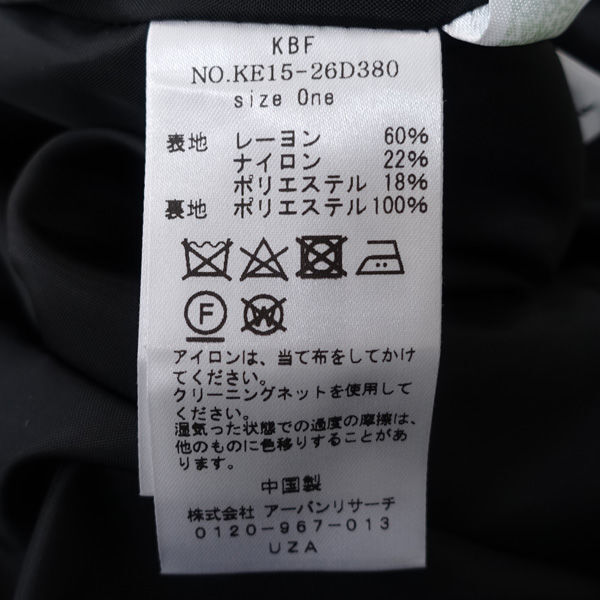 KBF
NO.KE15-26D380
size One
表地 レーヨン 60%
ナイロン 22%
ポリエステル 18%
裏地 ポリエステル 100%
F W
アイロンは、当て布をしてかけ
てください。
クリーニングネットを使用して
ください。
湿気った状態での過度の摩擦は、
他のものに色移りすることがあ
ります。
中国製
株式会社 アーバンリサーチ
0120-967-013
UZA